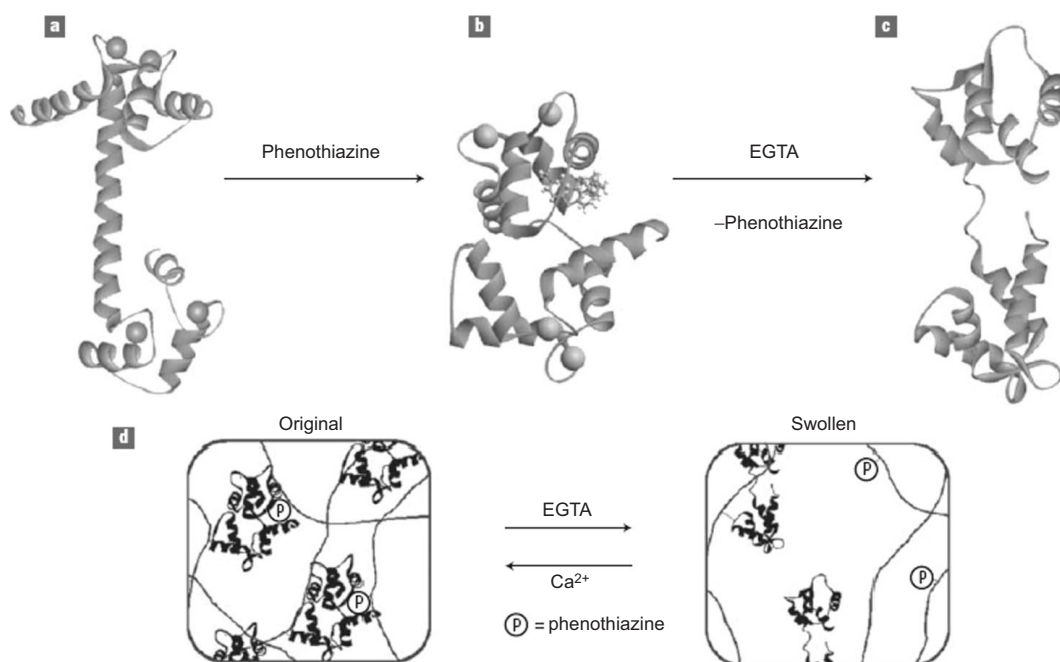 a
b
c
Phenothiazine
EGTA
–Phenothiazine
d
Original
Swollen
P
P
EGTA
Ca²⁺
P = phenothiazine
P
P